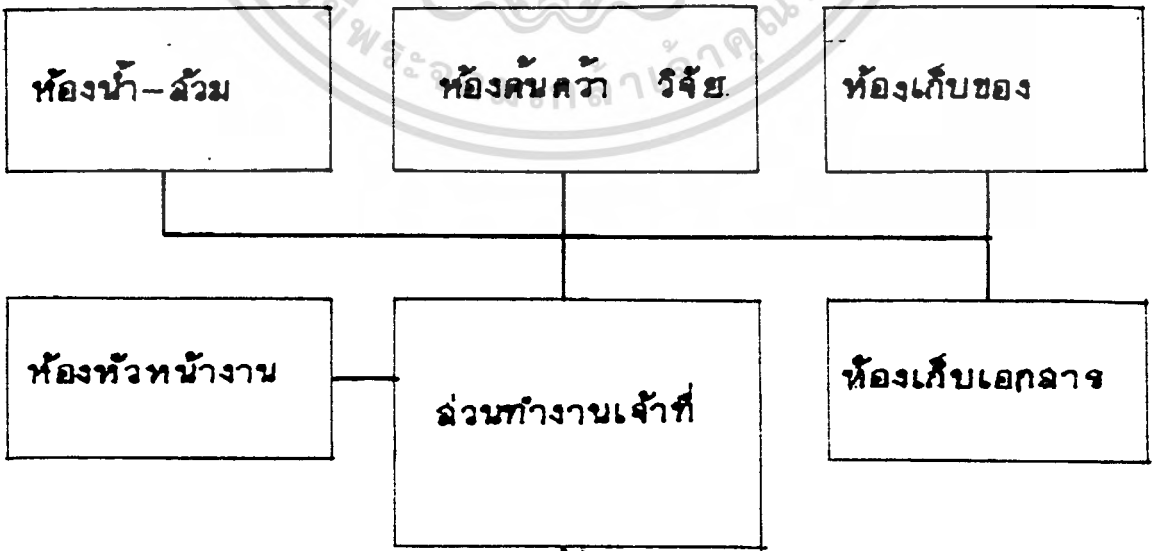 ห้องน้ำ-ส้วม
ห้องค้นคว้า วิจัย.
ห้องเก็บของ
ห้องหัวหน้างาน
ส่วนทำงานเจ้าที่
ห้องเก็บเอกสาร